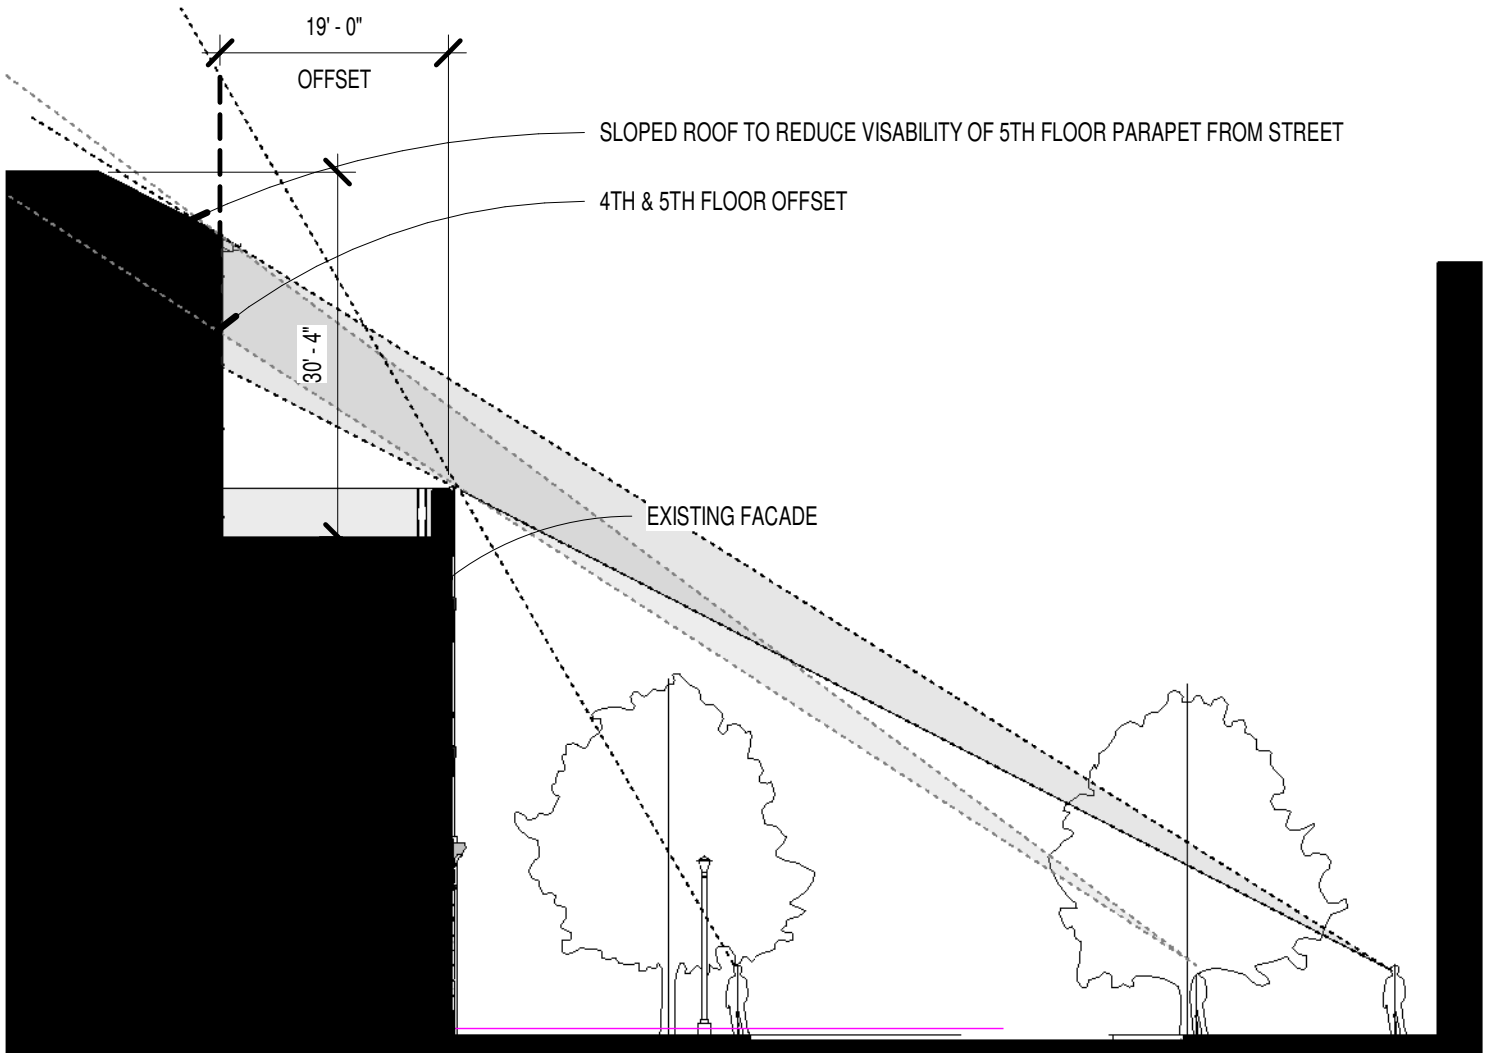 19' - 0"
OFFSET
SLOPED ROOF TO REDUCE VISABILITY OF 5TH FLOOR PARAPET FROM STREET
4TH & 5TH FLOOR OFFSET
30' - 4"
EXISTING FACADE